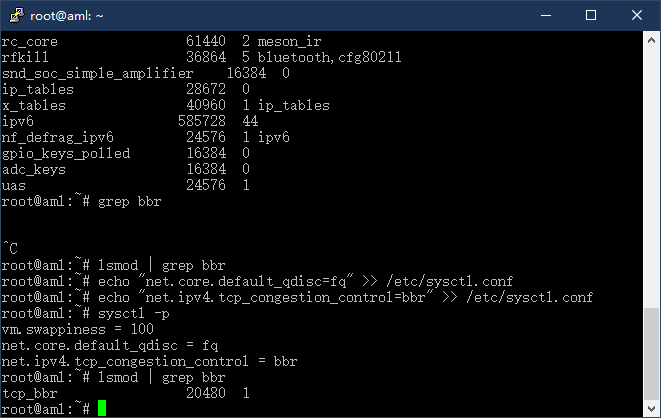 root@aml: ~
rc_core                61440  2 meson_ir
rfkill                 36864  5 bluetooth,cfg80211
snd_soc_simple_amplifier    16384  0
ip_tables              28672  0
x_tables               40960  1 ip_tables
ipv6                  585728  44
nf_defrag_ipv6         24576  1 ipv6
gpio_keys_polled       16384  0
adc_keys               16384  0
uas                    24576  1
root@aml:~# grep bbr
^C
root@aml:~# lsmod | grep bbr
root@aml:~# echo "net.core.default_qdisc=fq" >> /etc/sysctl.conf
root@aml:~# echo "net.ipv4.tcp_congestion_control=bbr" >> /etc/sysctl.conf
root@aml:~# sysctl -p
vm.swappiness = 100
net.core.default_qdisc = fq
net.ipv4.tcp_congestion_control = bbr
root@aml:~# lsmod | grep bbr
tcp_bbr                20480  1
root@aml:~#